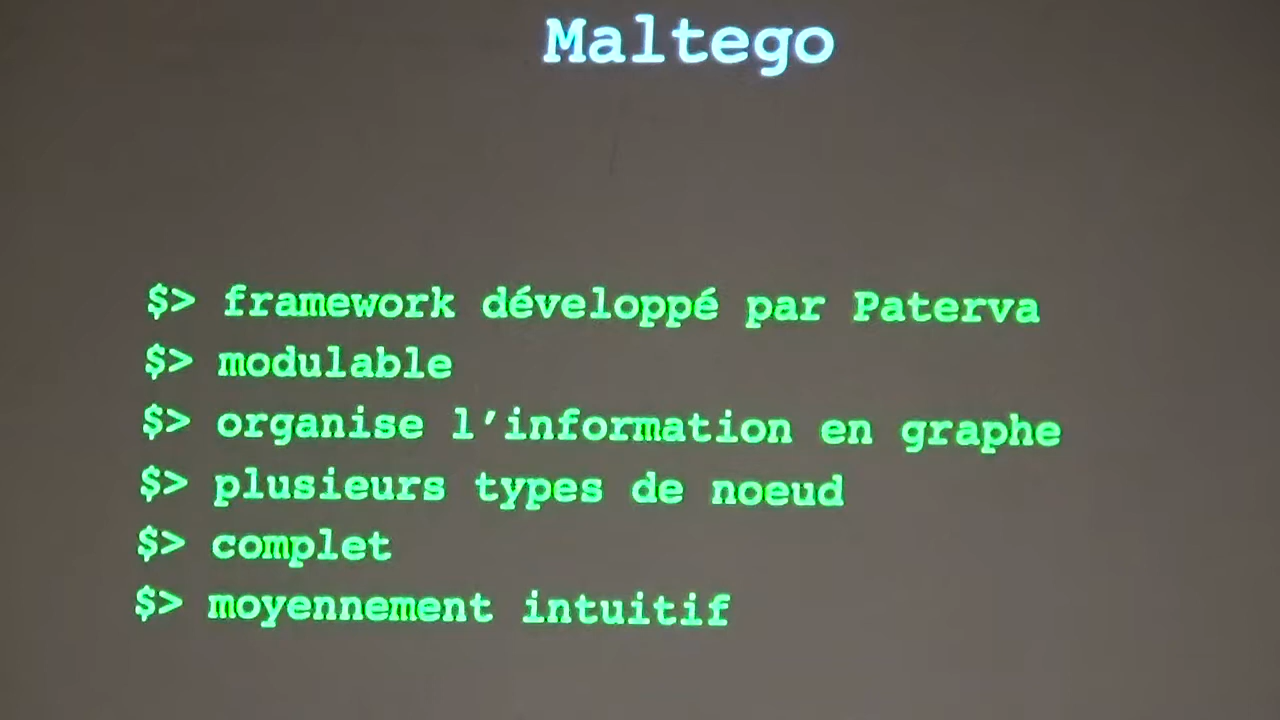 Maltego
$> framework développé par Paterva
$> modulable
$> organise l'information en graphe
$> plusieurs types de noeud
$> complet
$> moyennement intuitif